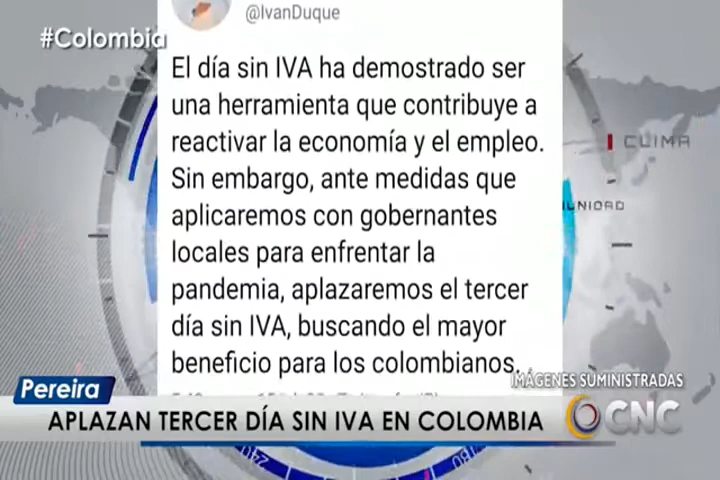 @IvanDuque
#Colombia
El día sin IVA ha demostrado ser
una herramienta que contribuye a
reactivar la economía y el empleo.
Sin embargo, ante medidas que
aplicaremos con gobernantes
locales para enfrentar la
pandemia, aplazaremos el tercer
día sin IVA, buscando el mayor
beneficio para los colombianos.
CLIMA
IMÁGENES SUMINISTRADAS
Pereira
APLAZAN TERCER DÍA SIN IVA EN COLOMBIA
CNC